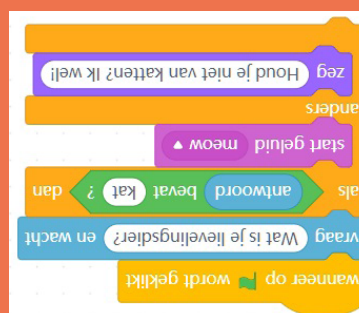 wanneer op wordt geklikt
vraag Wat is je lievelingsdier? en wacht
als antwoord bevat kat ? dan
start geluid meow
anders
zeg Houd je niet van katten? Ik wel!